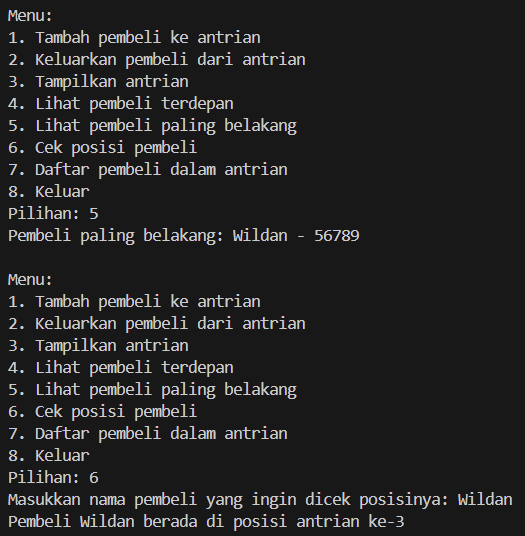 Menu:
1. Tambah pembeli ke antrian
2. Keluarkan pembeli dari antrian
3. Tampilkan antrian
4. Lihat pembeli terdepan
5. Lihat pembeli paling belakang
6. Cek posisi pembeli
7. Daftar pembeli dalam antrian
8. Keluar
Pilihan: 5
Pembeli paling belakang: Wildan - 56789

Menu:
1. Tambah pembeli ke antrian
2. Keluarkan pembeli dari antrian
3. Tampilkan antrian
4. Lihat pembeli terdepan
5. Lihat pembeli paling belakang
6. Cek posisi pembeli
7. Daftar pembeli dalam antrian
8. Keluar
Pilihan: 6
Masukkan nama pembeli yang ingin dicek posisinya: Wildan
Pembeli Wildan berada di posisi antrian ke-3